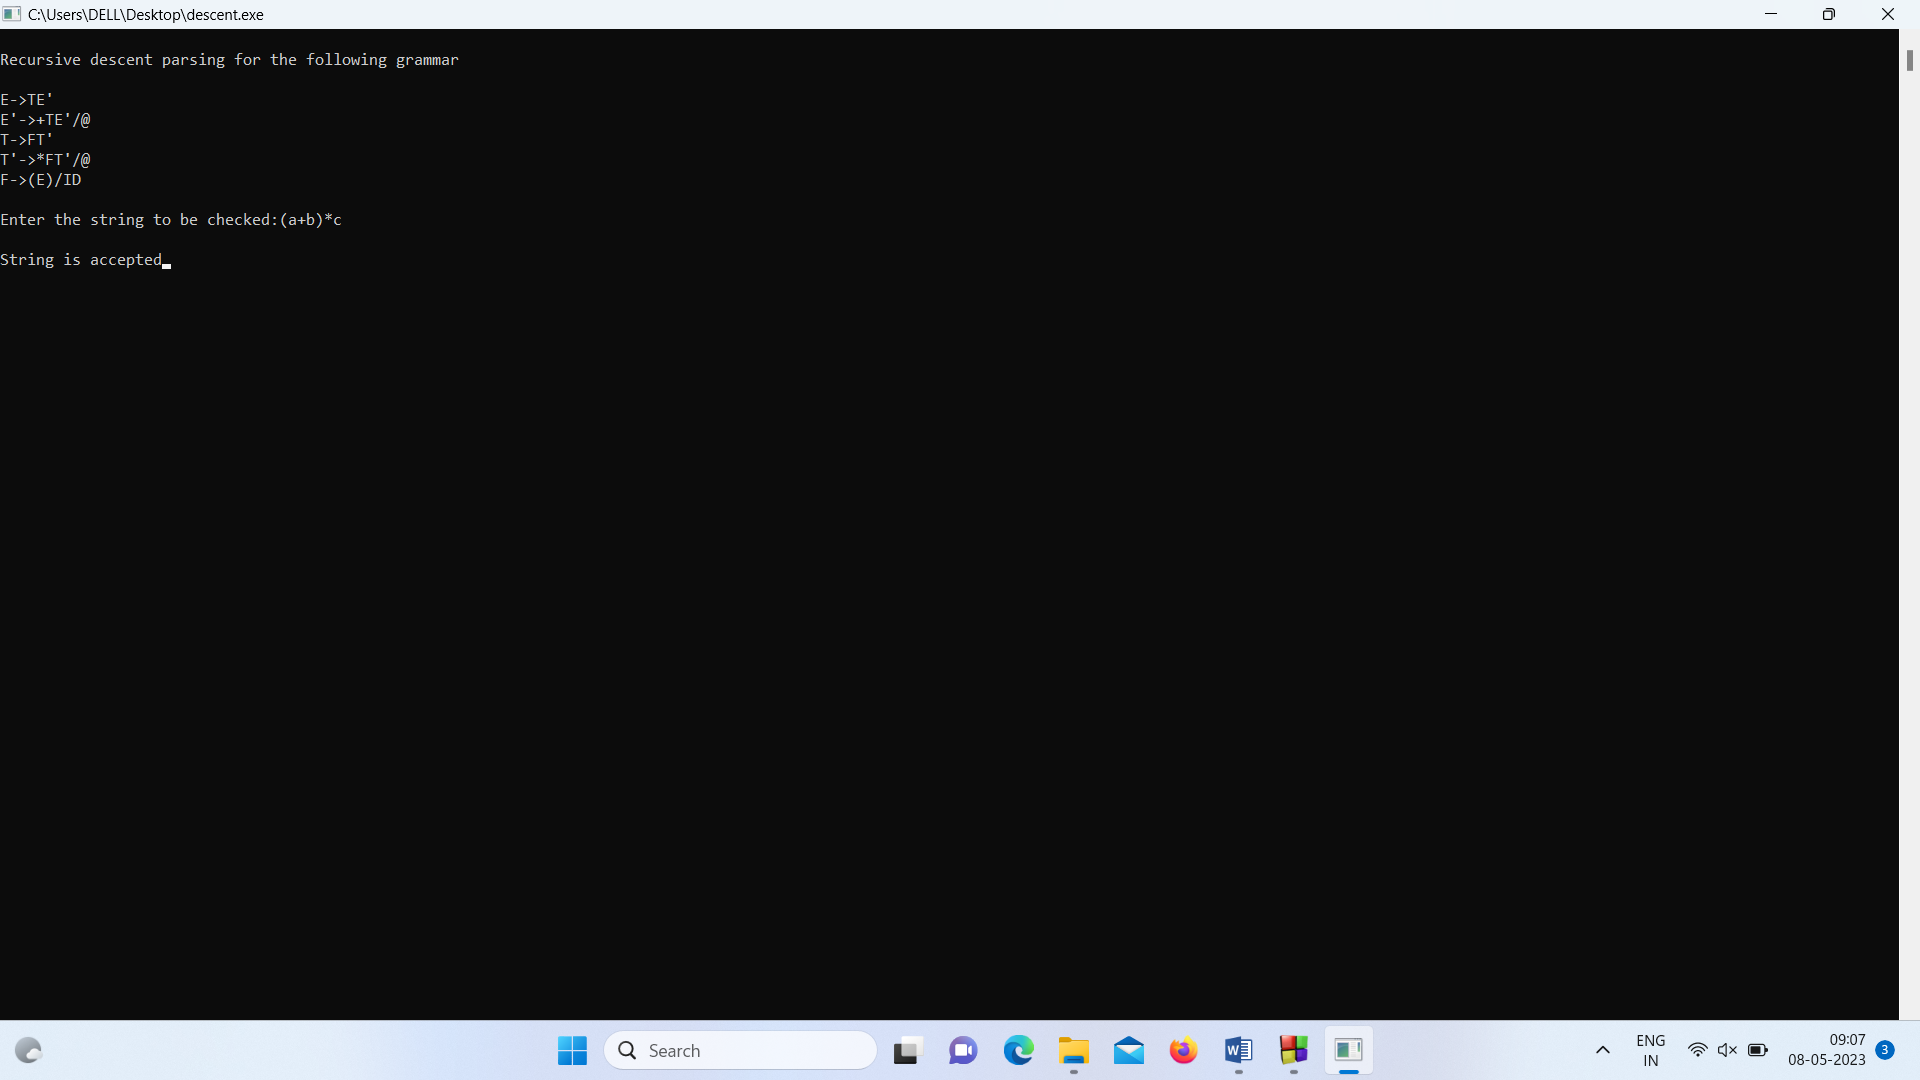 C:\Users\DELL\Desktop\descent.exe
Recursive descent parsing for the following grammar
E->TE'
E'->+TE'/@
T->FT'
T'->*FT'/@
F->(E)/ID
Enter the string to be checked:(a+b)*c
String is accepted
Search
ENG
IN
09:07
08-05-2023
3